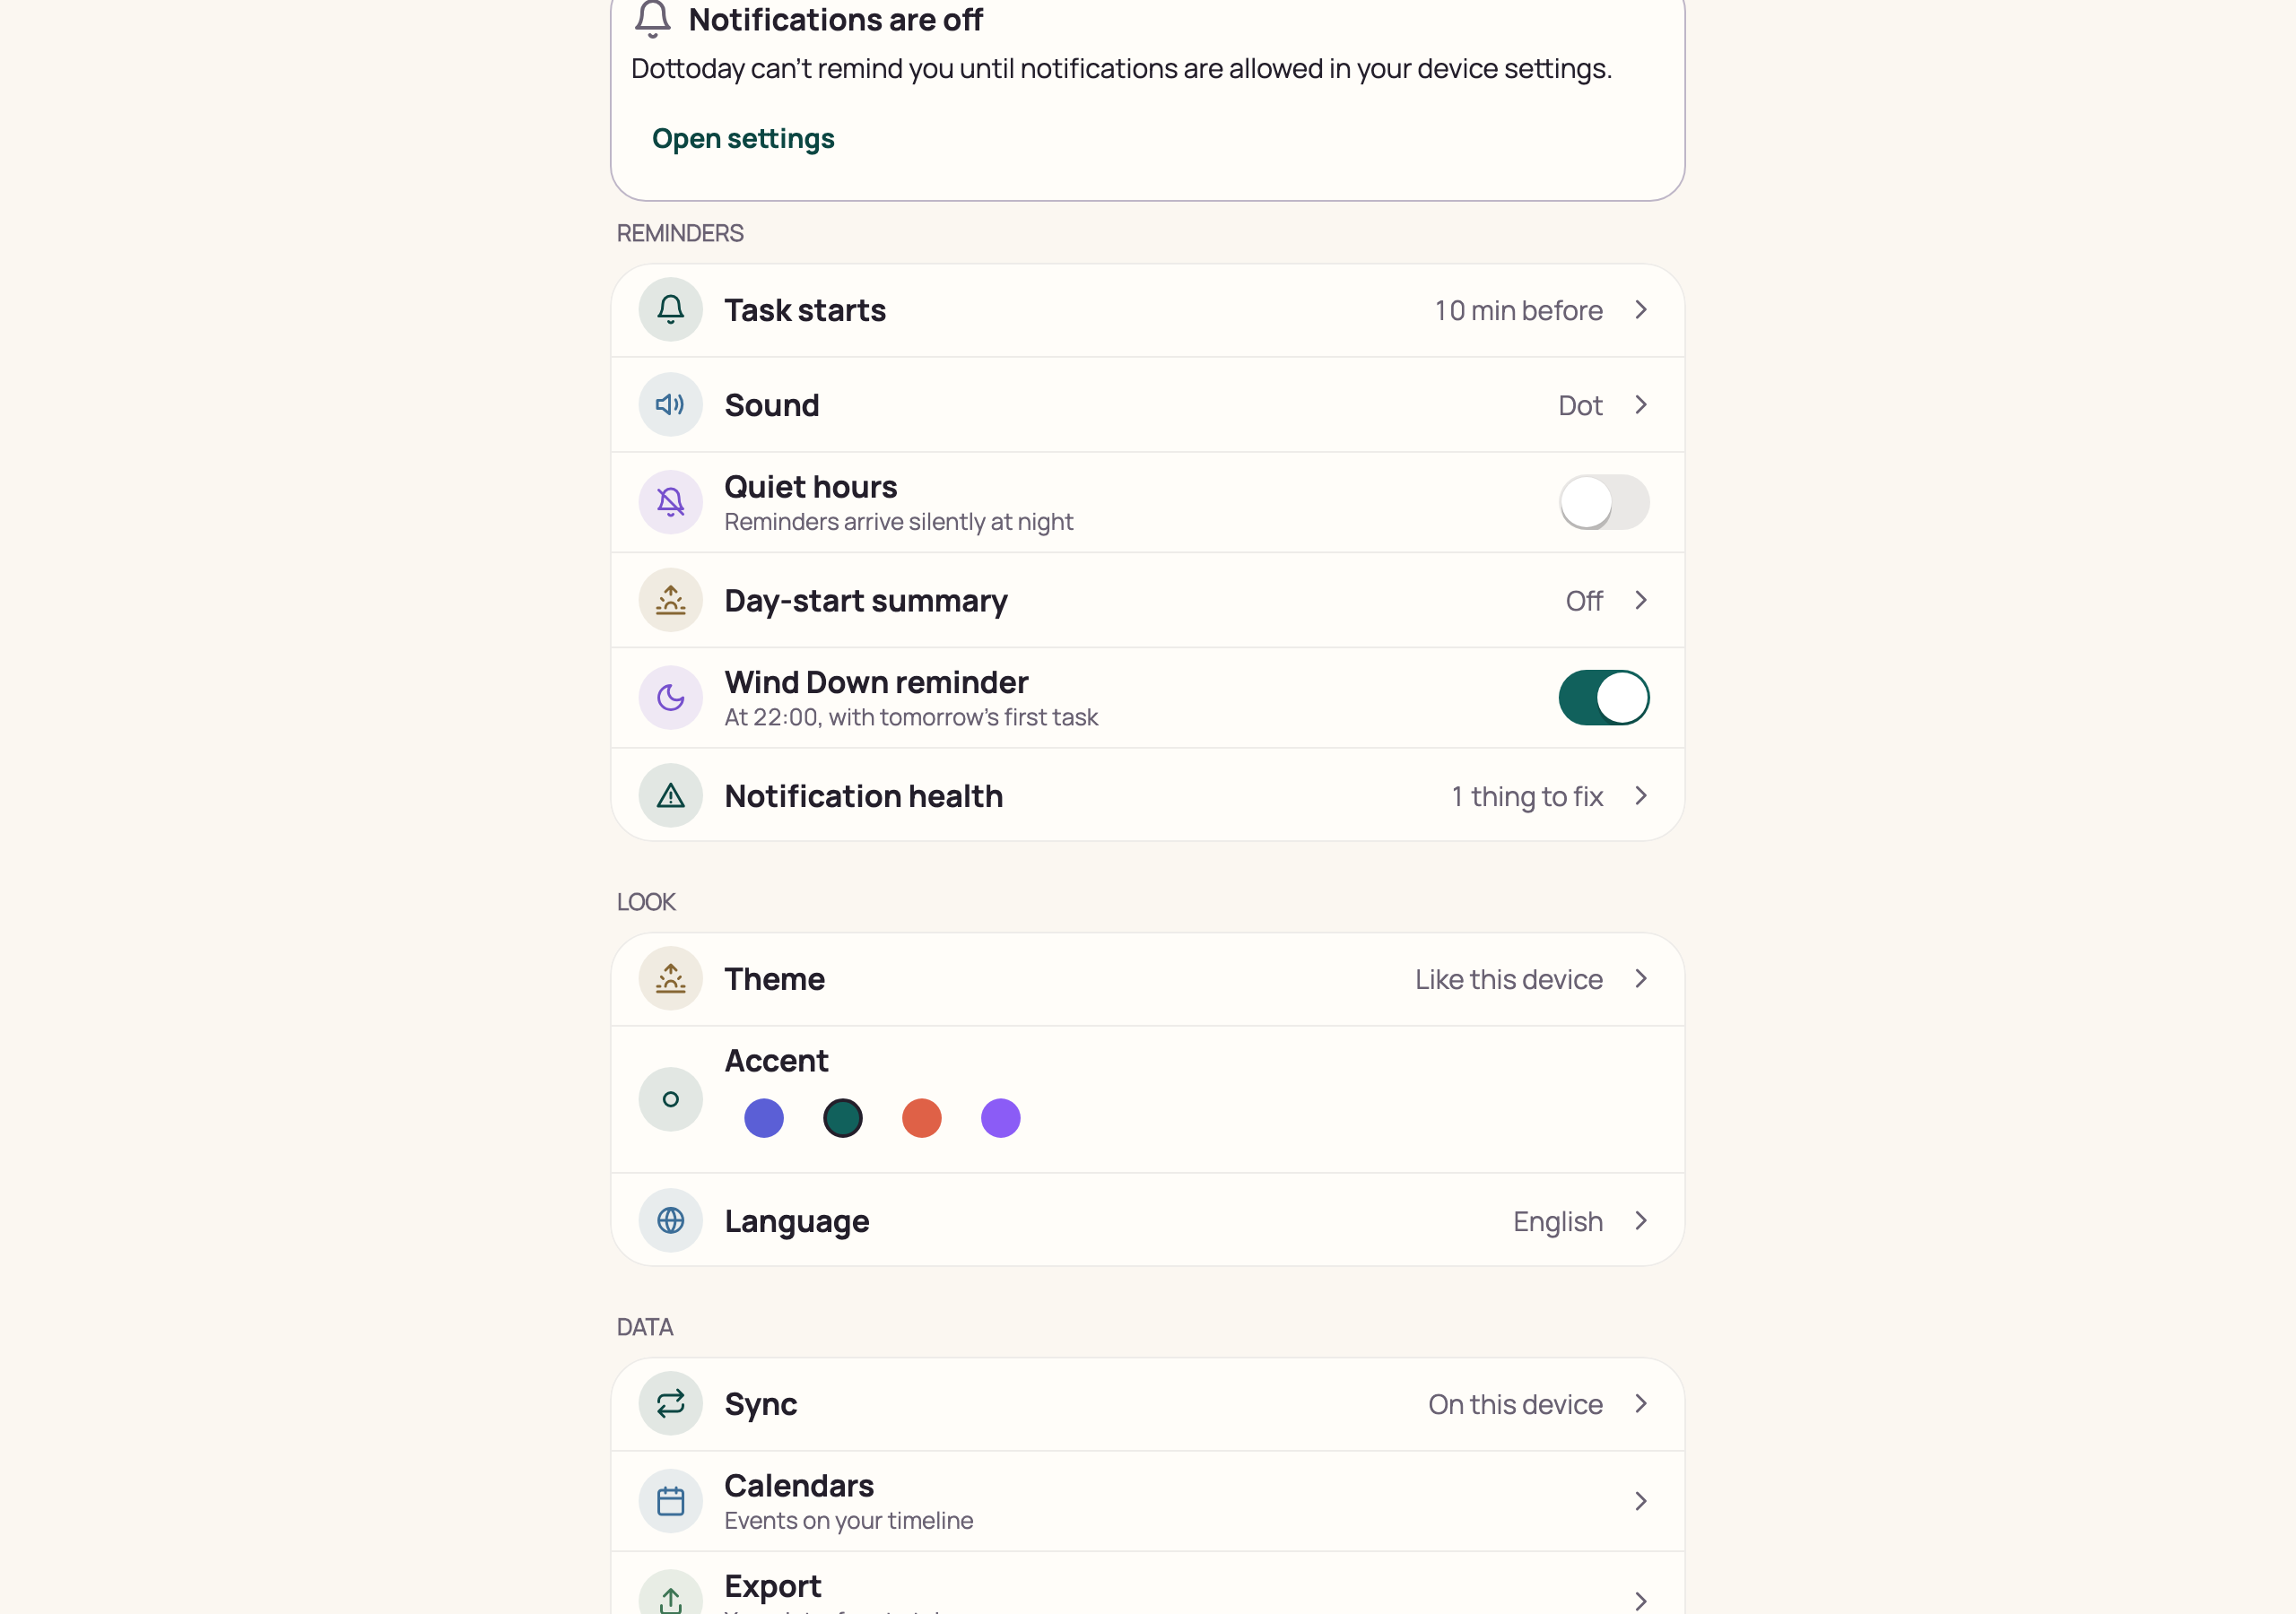 Notifications are off
Dottoday can’t remind you until notifications are allowed in your device settings.
Open settings
REMINDERS
Task starts
10 min before
Sound
Dot
Quiet hours
Reminders arrive silently at night
Day-start summary
Off
Wind Down reminder
At 22:00, with tomorrow’s first task
Notification health
1 thing to fix
LOOK
Theme
Like this device
Accent
Language
English
DATA
Sync
On this device
Calendars
Events on your timeline
Export